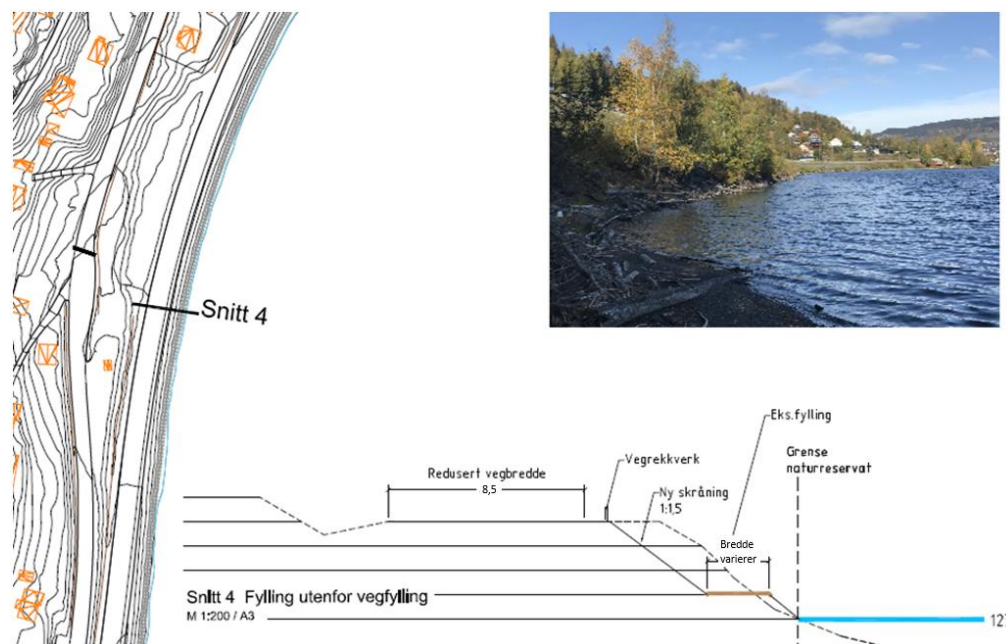 Snitt 4
Eks.fylling
Vegrekkverk
Grense
naturreservat
Redusert vegbredde
8,5
Ny skråning
1:1,5
Bredde
varierer
Snitt 4 Fylling utenfor vegfylling
M 1:200 / A3